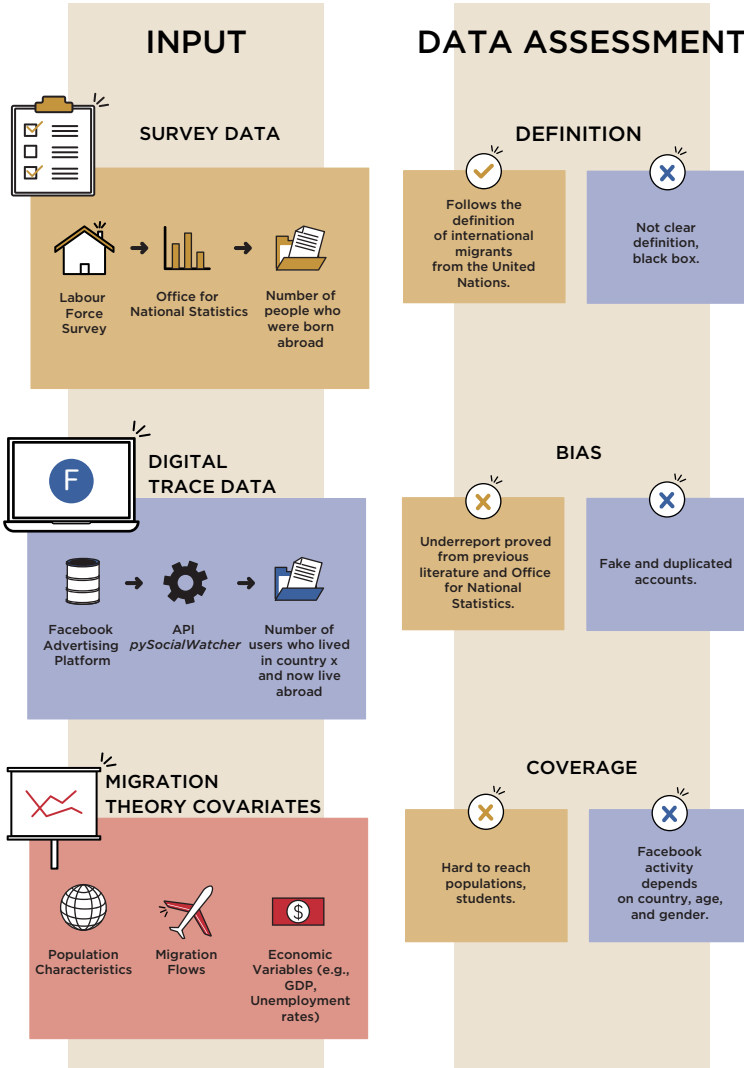 INPUT
SURVEY DATA
Labour
Force
Survey
Office for
National Statistics
Number of
people who
were born
abroad
F
DIGITAL
TRACE DATA
Facebook
Advertising
Platform
API
pySocialWatcher
Number of
users who lived
in country x
and now live
abroad
MIGRATION
THEORY COVARIATES
Population
Characteristics
Migration
Flows
$
Economic
Variables (e.g.,
GDP,
Unemployment
rates)
DATA ASSESSMENT
DEFINITION
Follows the
definition
of international
migrants
from the United
Nations.
Not clear
definition,
black box.
BIAS
Underreport proved
from previous
literature and Office
for National
Statistics.
Fake and duplicated
accounts.
COVERAGE
Hard to reach
populations,
students.
Facebook
activity
depends
on country, age,
and gender.